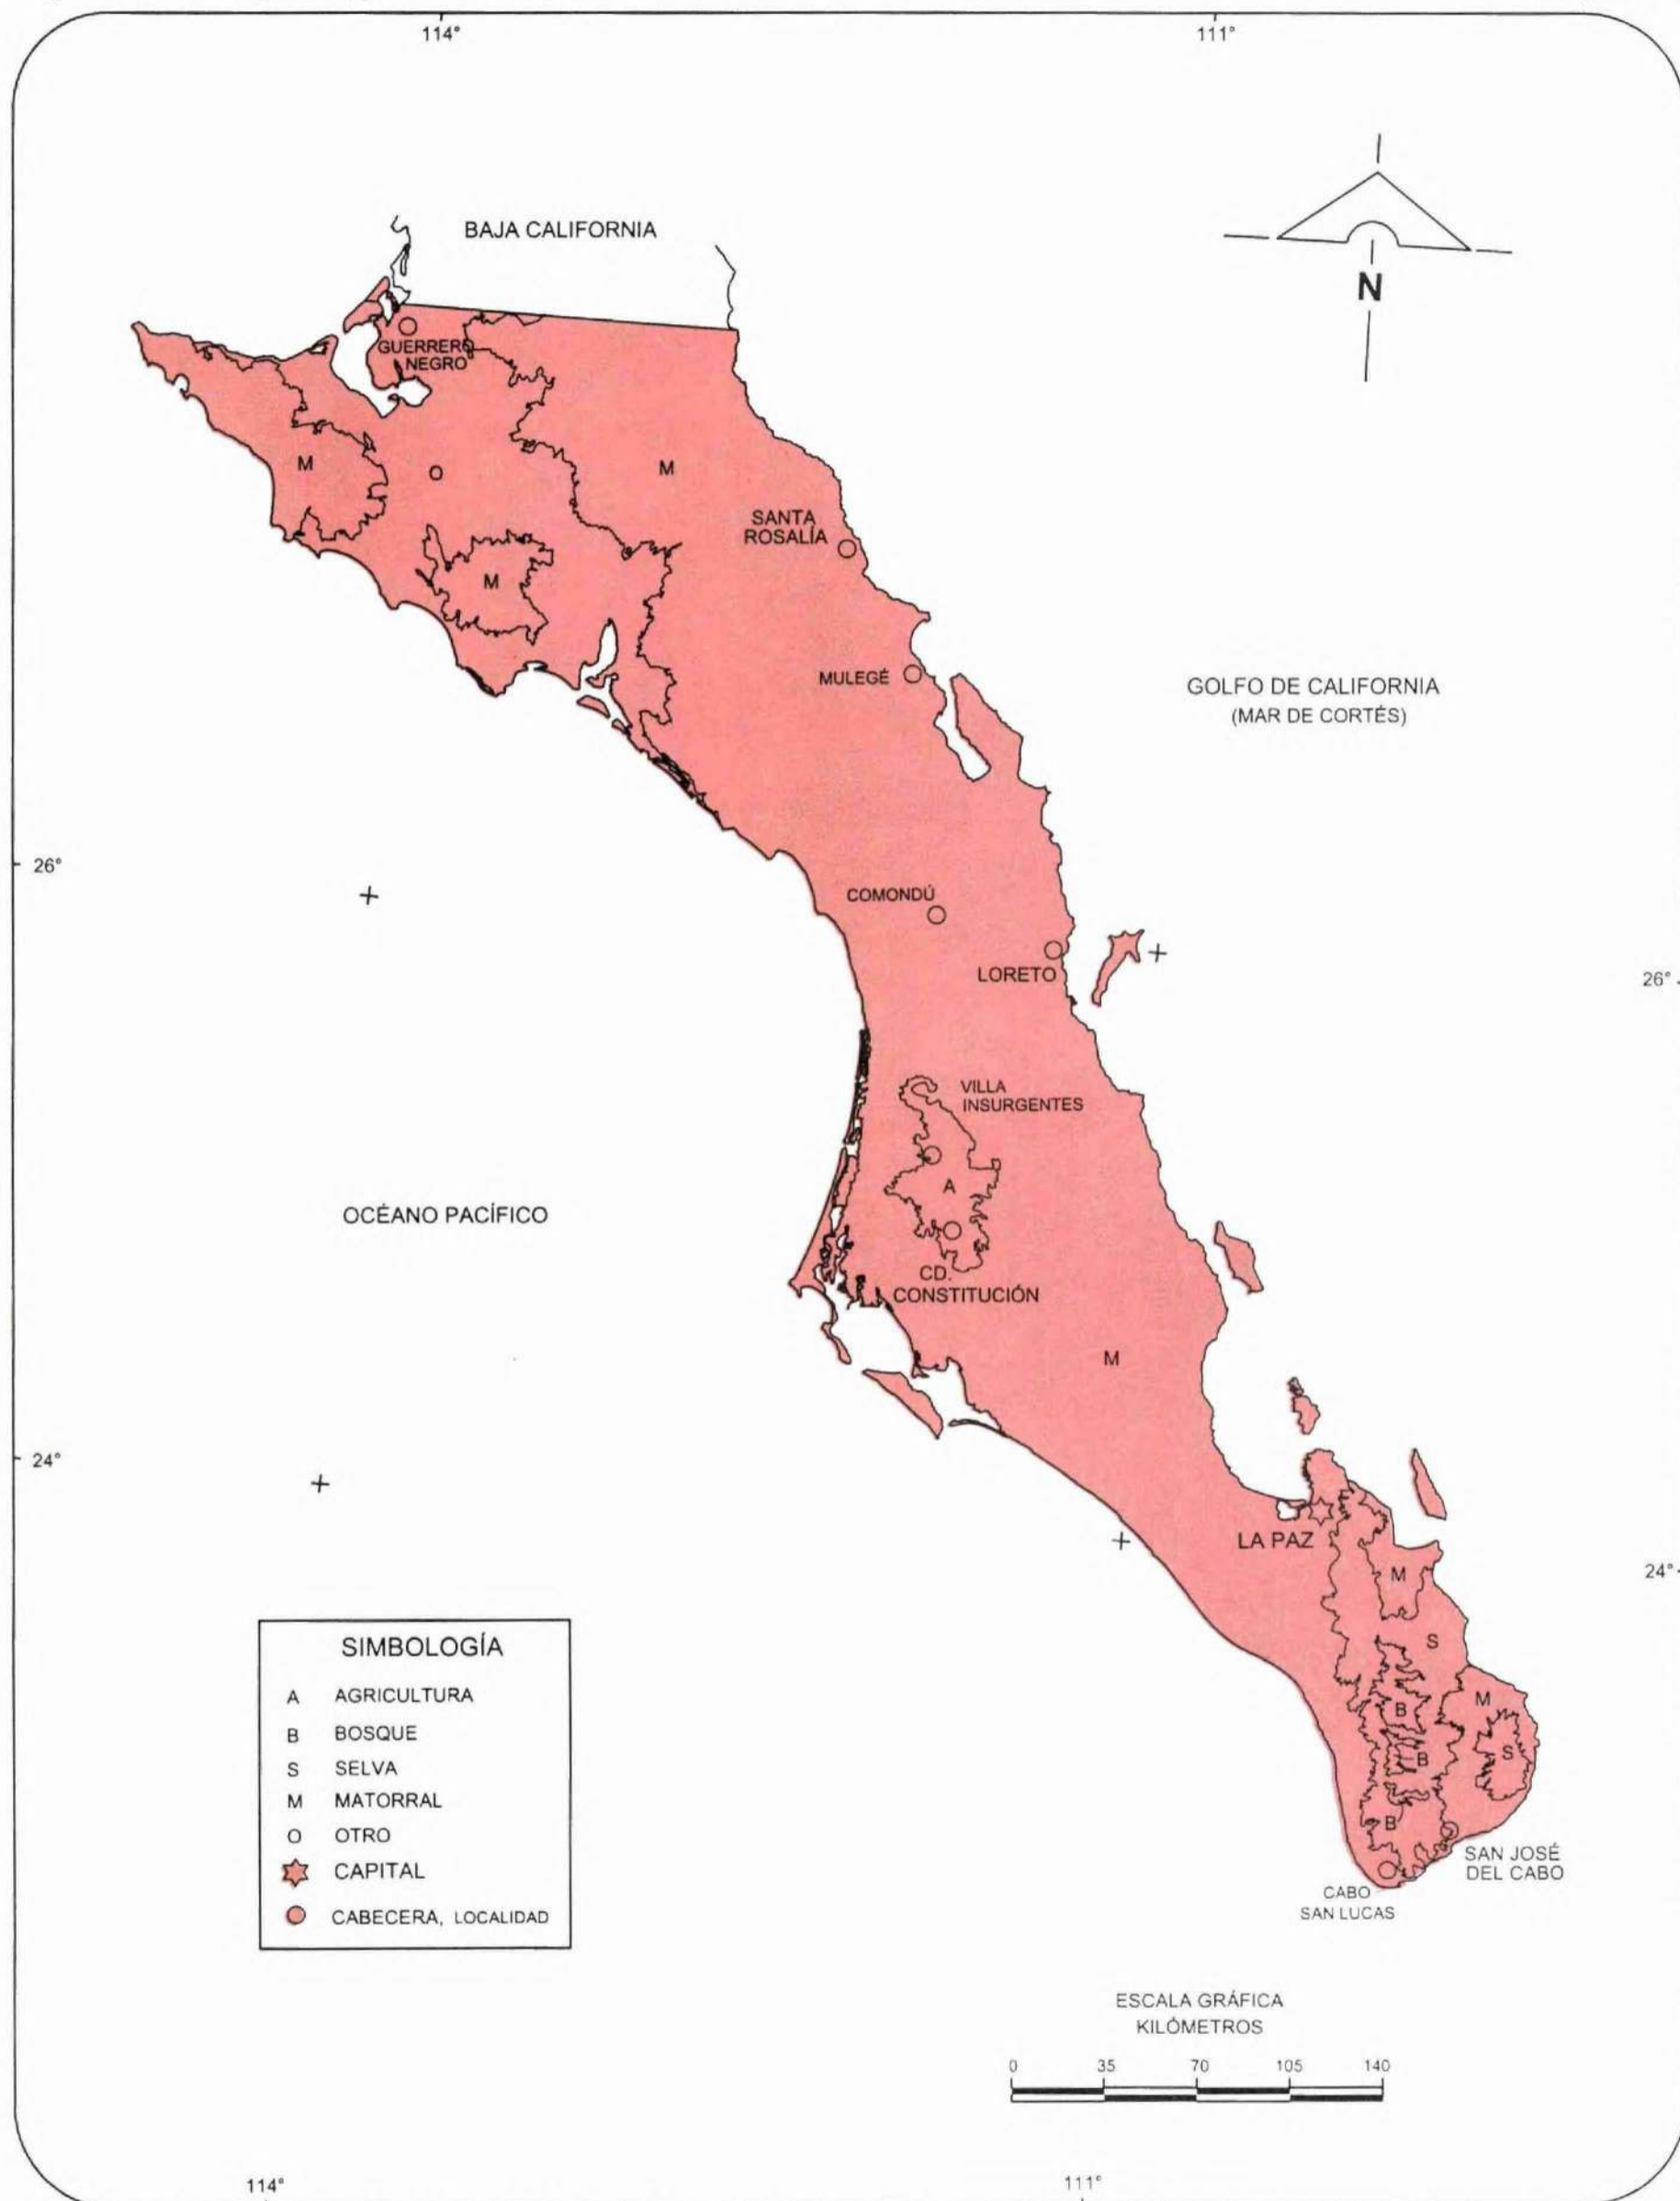 114°
111°
BAJA CALIFORNIA
N
GUERRERO
NEGRO
M
O
M
SANTA
ROSALÍA
M
MULEGÉ
GOLFO DE CALIFORNIA
(MAR DE CORTÉS)
26°
COMONDÚ
LORETO
26°
VILLA
INSURGENTES
A
OCÉANO PACÍFICO
CD.
CONSTITUCIÓN
M
24°
LA PAZ
24°
M
S
M
B
S
B
B
SAN JOSÉ
DEL CABO
CABO
SAN LUCAS
SIMBOLOGÍA
A AGRICULTURA
B BOSQUE
S SELVA
M MATORRAL
O OTRO
CAPITAL
CABECERA, LOCALIDAD
ESCALA GRÁFICA
KILÓMETROS
0 35 70 105 140
114°
111°